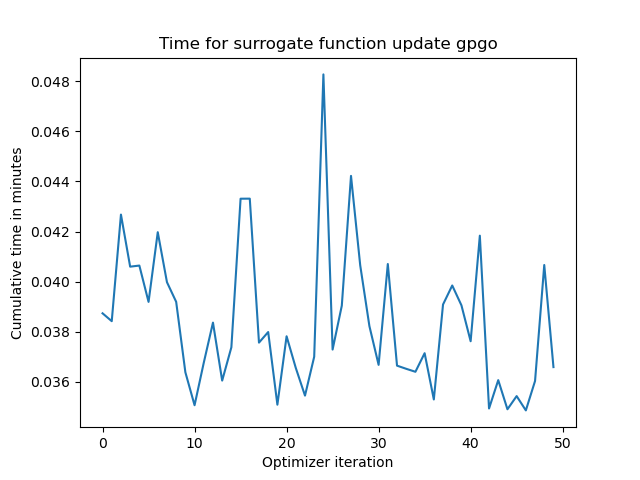 Time for surrogate function update gpgo
Cumulative time in minutes
0.048
0.046
0.044
0.042
0.040
0.038
0.036
0 10 20 30 40 50
Optimizer iteration